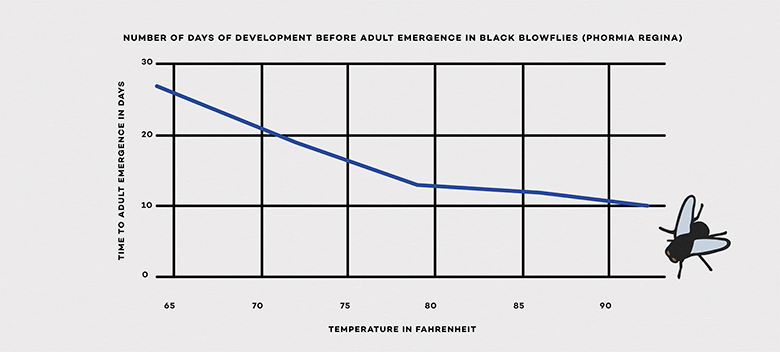 NUMBER OF DAYS OF DEVELOPMENT BEFORE ADULT EMERGENCE IN BLACK BLOWFLIES (PHORMIA REGINA)
TIME TO ADULT EMERGENCE IN DAYS
30
20
10
0
65 70 75 80 85 90
TEMPERATURE IN FAHRENHEIT